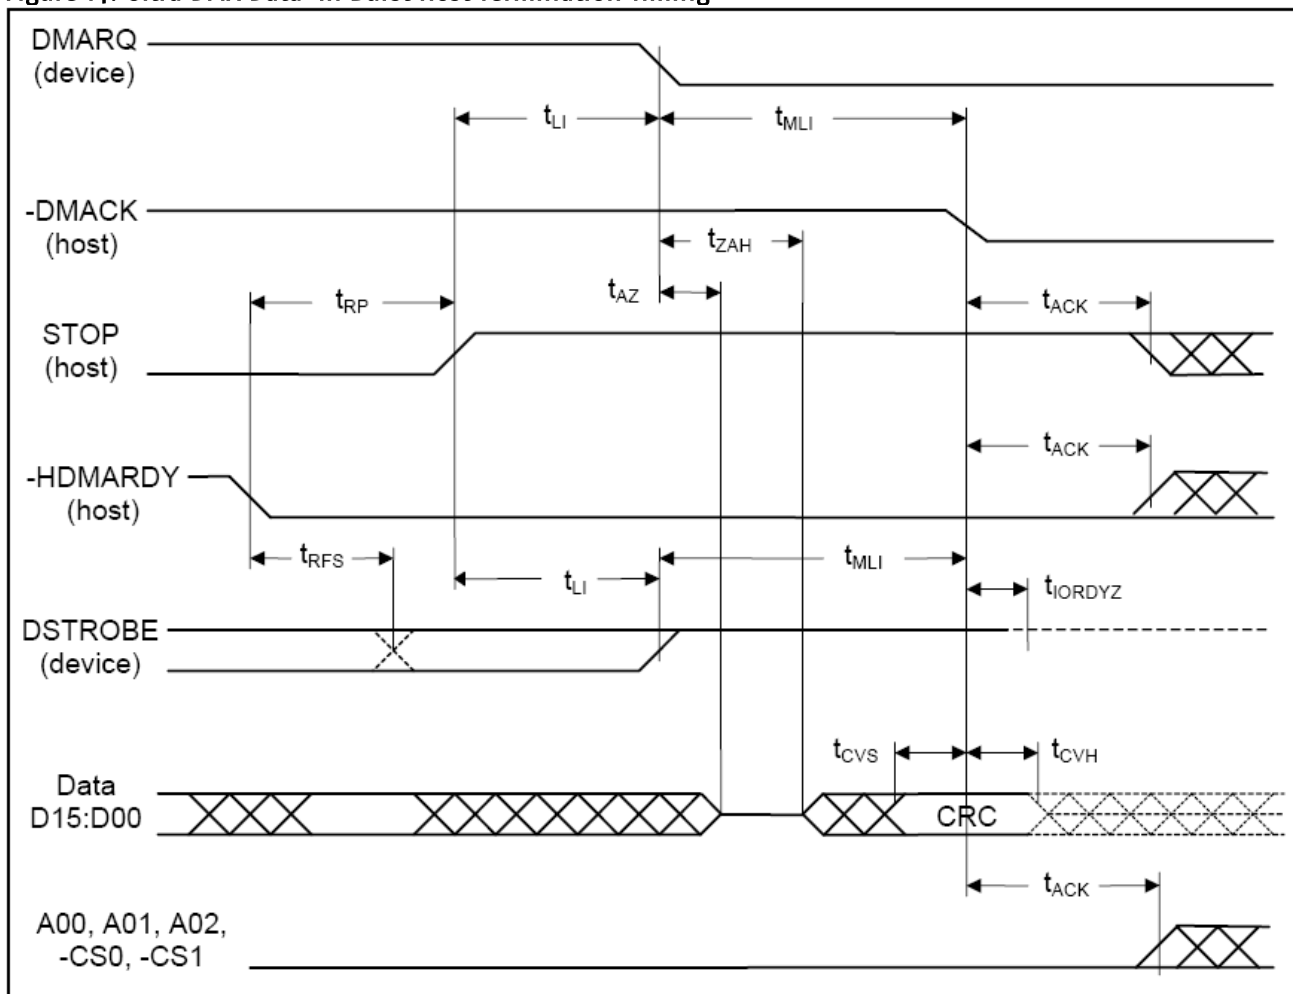 DMARQ
(device)
tLI
tMLI
-DMACK
(host)
tZAH
tAZ
tRP
tACK
STOP
(host)
tACK
-HDMARDY
(host)
tRFS
tMLI
tLI
tIORDYZ
DSTROBE
(device)
tCVS
tCVH
Data
D15:D00
CRC
tACK
A00, A01, A02,
-CS0, -CS1